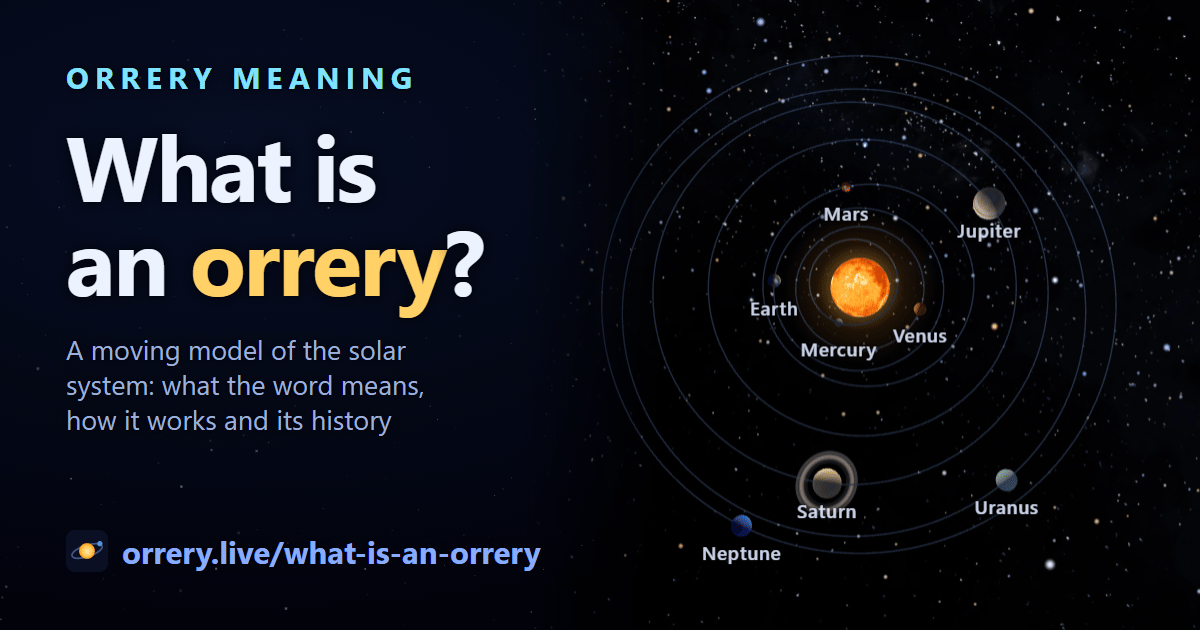 ORRERY MEANING
What is
an orrery?
A moving model of the solar
system: what the word means,
how it works and its history
orrery.live/what-is-an-orrery
Mars
Jupiter
Earth
Venus
Mercury
Saturn
Uranus
Neptune